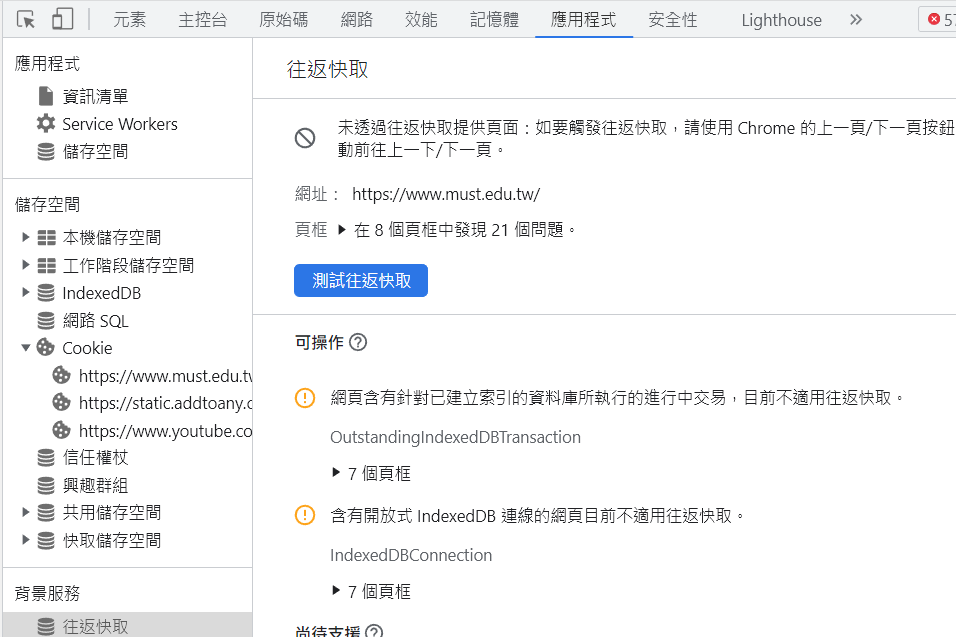 元素 主控台 原始碼 網路 效能 記憶體 應用程式 安全性 Lighthouse » 57
應用程式
資訊清單
Service Workers
儲存空間
儲存空間
本機儲存空間
工作階段儲存空間
IndexedDB
網路 SQL
Cookie
https://www.must.edu.tw
https://static.addtoany.c
https://www.youtube.co
信任權杖
興趣群組
共用儲存空間
快取儲存空間
背景服務
往返快取
往返快取
未透過往返快取提供頁面：如要觸發往返快取，請使用 Chrome 的上一頁/下一頁按鈕
動前往上一下/下一頁。
網址： https://www.must.edu.tw/
頁框 ▶ 在 8 個頁框中發現 21 個問題。
測試往返快取
可操作
網頁含有針對已建立索引的資料庫所執行的進行中交易，目前不適用往返快取。
OutstandingIndexedDBTransaction
▶ 7 個頁框
含有開放式 IndexedDB 連線的網頁目前不適用往返快取。
IndexedDBConnection
▶ 7 個頁框
尚待支援